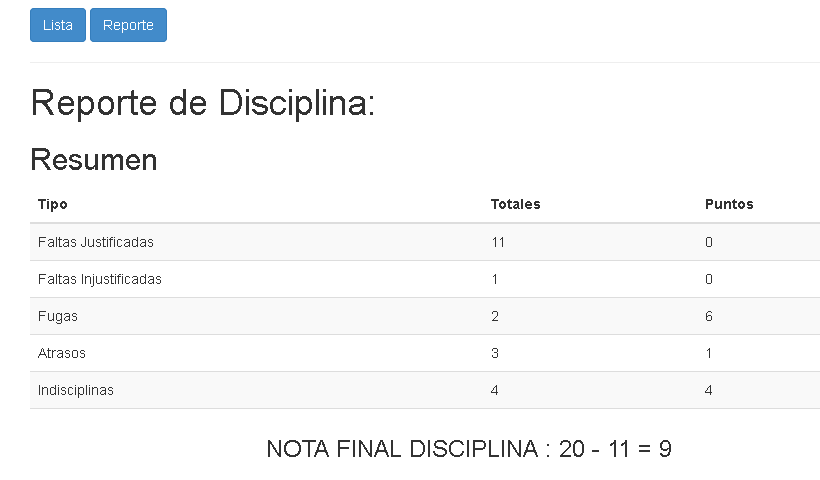 Lista Reporte
Reporte de Disciplina:
Resumen
Tipo Totales Puntos
Faltas Justificadas 11 0
Faltas Injustificadas 1 0
Fugas 2 6
Atrasos 3 1
Indisciplinas 4 4
NOTA FINAL DISCIPLINA : 20 - 11 = 9